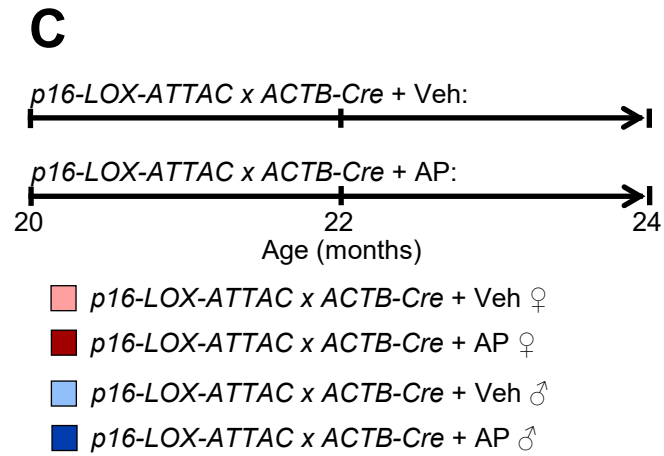 C
p16-LOX-ATTAC x ACTB-Cre + Veh:
p16-LOX-ATTAC x ACTB-Cre + AP:
20 22 24
Age (months)
p16-LOX-ATTAC x ACTB-Cre + Veh ♀
p16-LOX-ATTAC x ACTB-Cre + AP ♀
p16-LOX-ATTAC x ACTB-Cre + Veh ♂
p16-LOX-ATTAC x ACTB-Cre + AP ♂